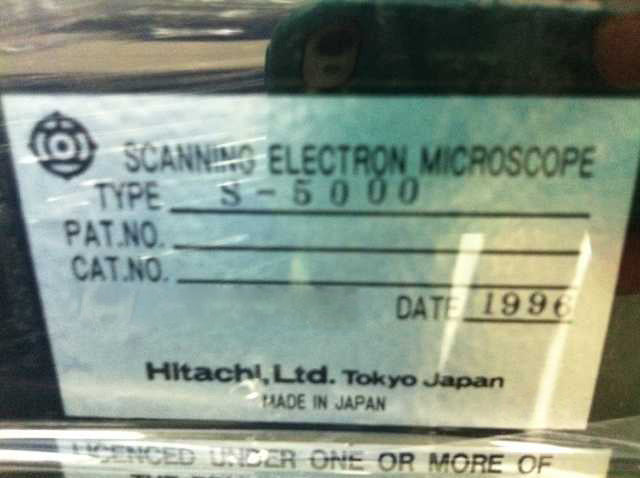 SCANNING ELECTRON MICROSCOPE
TYPE S-5000
PAT.NO.
CAT.NO.
DATE 1996
Hitachi, Ltd. Tokyo Japan
MADE IN JAPAN
LICENCED UNDER ONE OR MORE OF